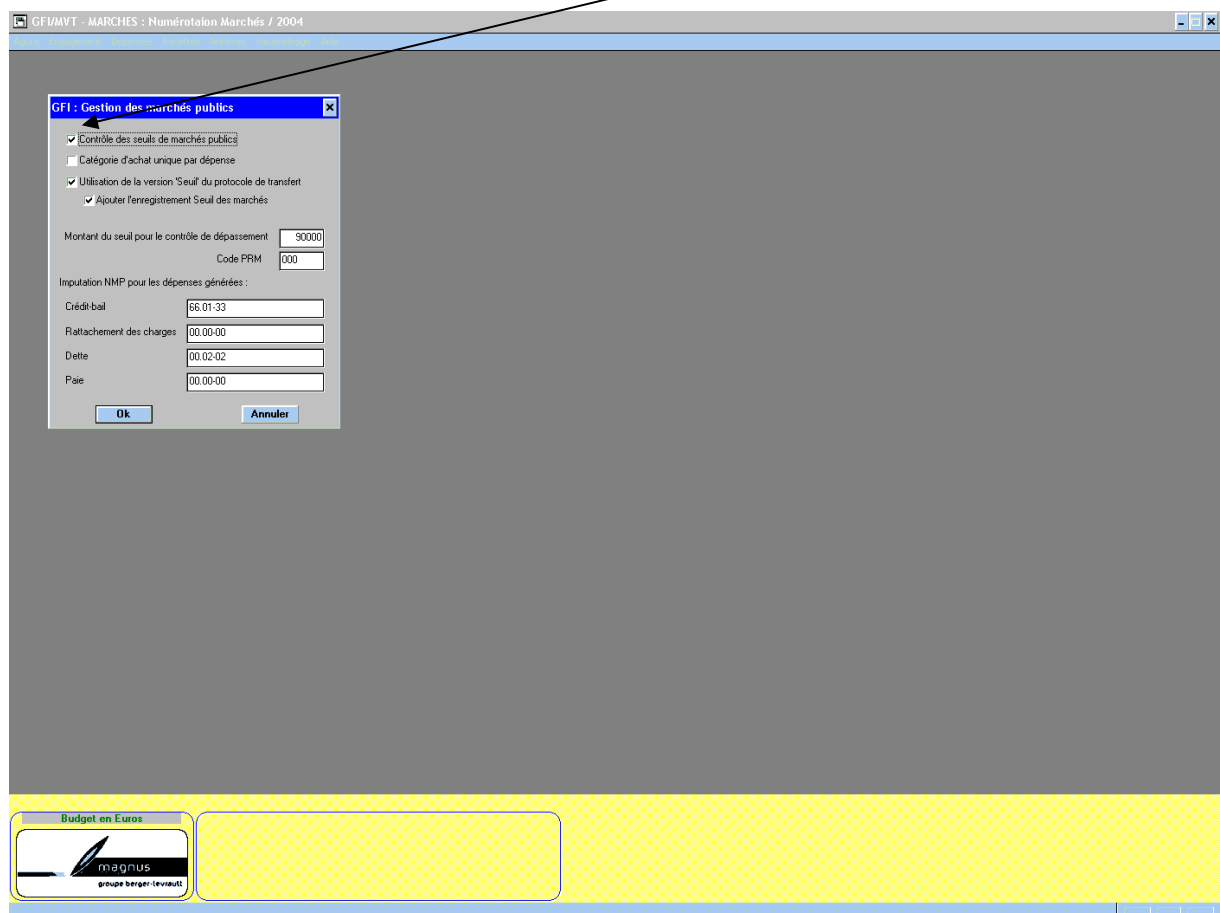 GFI/MVT - MARCHES : Numérotaion Marchés / 2004
GFI : Gestion des marchés publics
Contrôle des seuils de marchés publics
Catégorie d'achat unique par dépense
Utilisation de la version 'Seuil' du protocole de transfert
Ajouter l'enregistrement Seuil des marchés
Montant du seuil pour le contrôle de dépassement 90000
Code PRM 000
Imputation NMP pour les dépenses générées :
Crédit-bail 66.01-33
Rattachement des charges 00.00-00
Dette 00.02-02
Paie 00.00-00
Ok Annuler
Budget en Euros
magnus
groupe berger-levrault